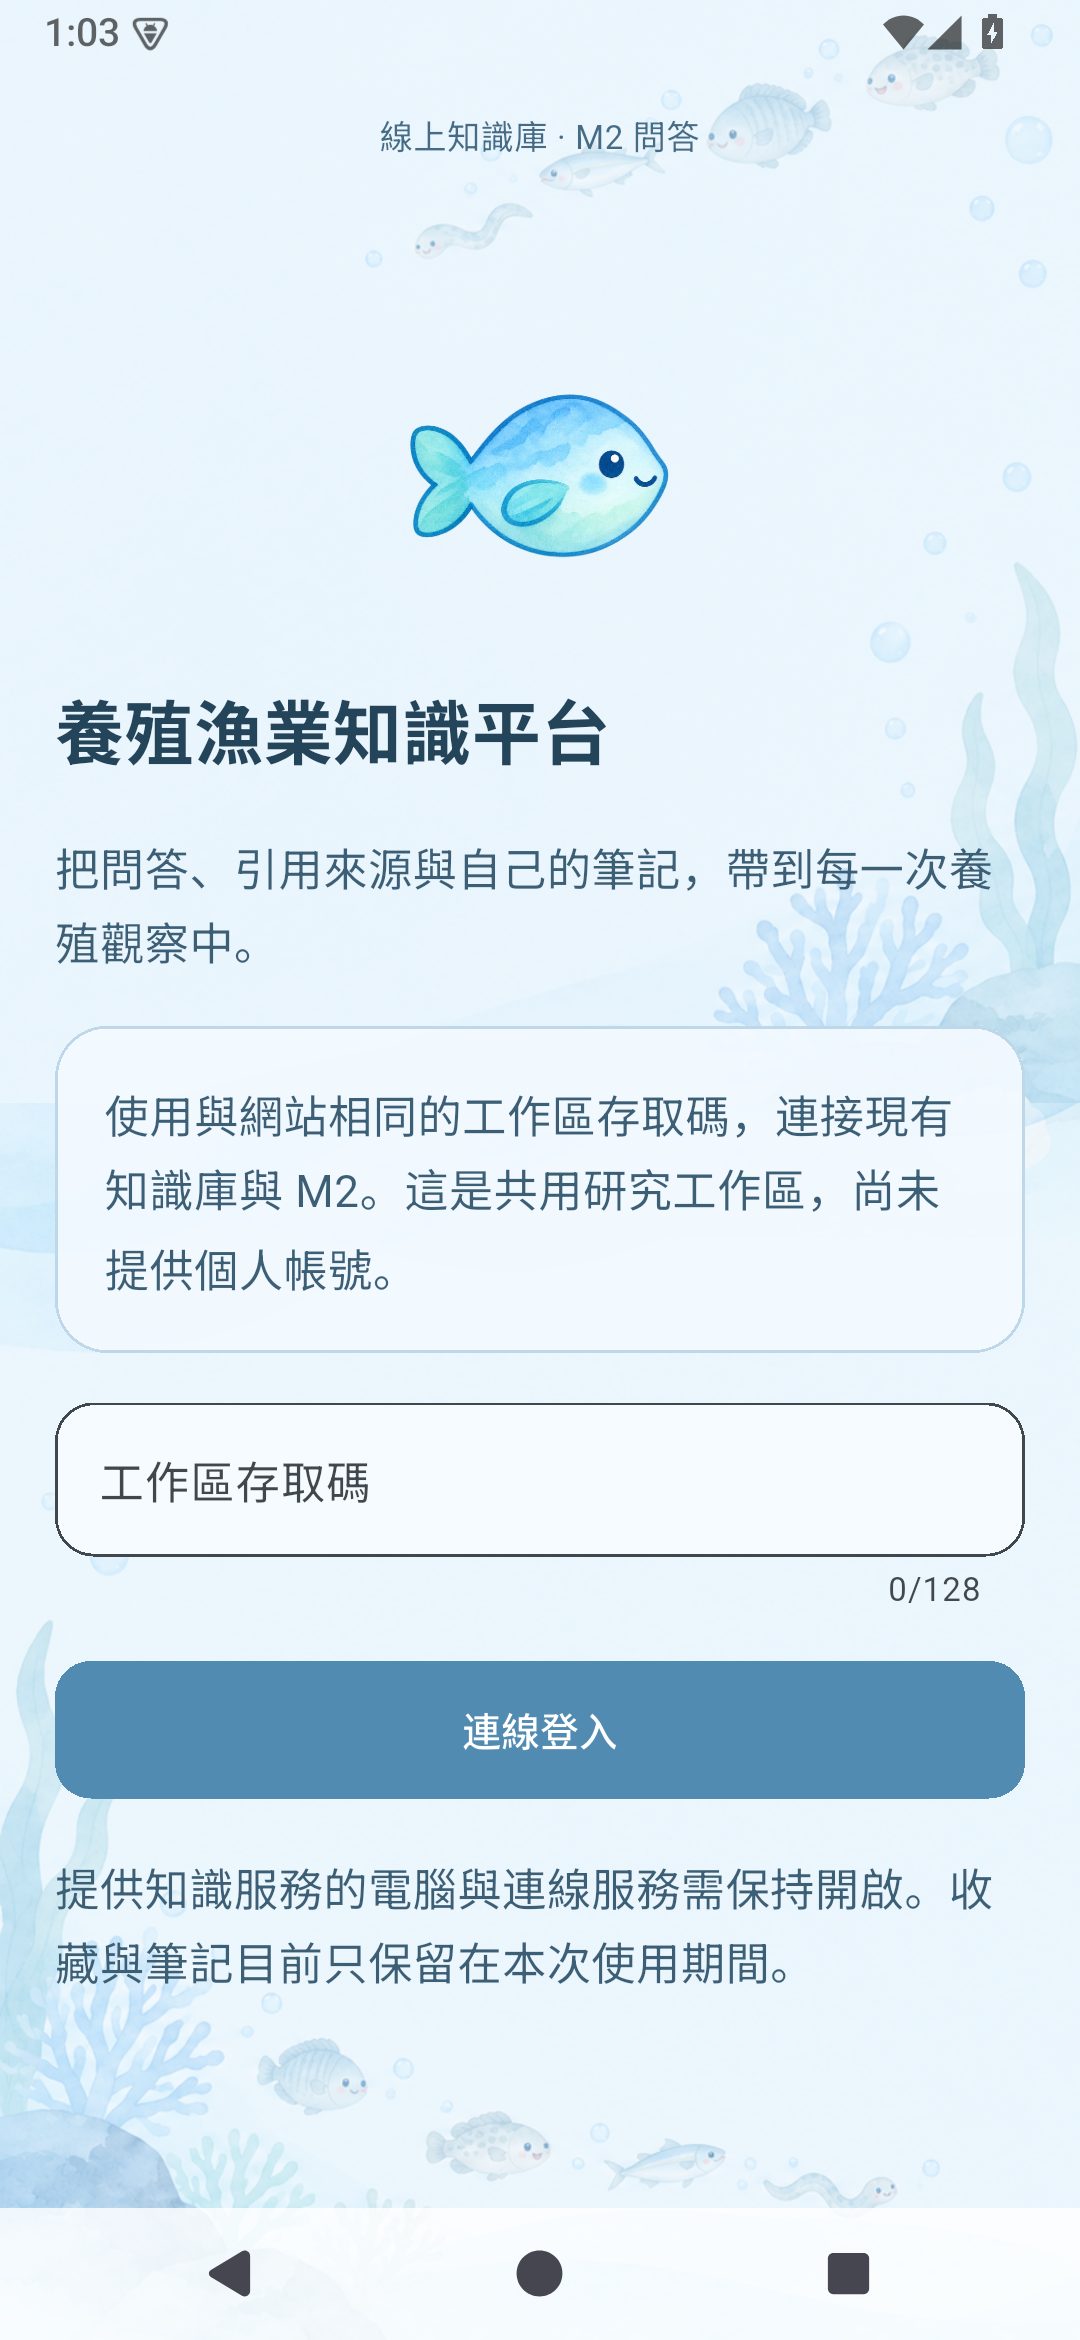 1:03
線上知識庫 · M2 問答
養殖漁業知識平台
把問答、引用來源與自己的筆記，帶到每一次養
殖觀察中。
使用與網站相同的工作區存取碼，連接現有
知識庫與 M2。這是共用研究工作區，尚未
提供個人帳號。
工作區存取碼
0/128
連線登入
提供知識服務的電腦與連線服務需保持開啟。收
藏與筆記目前只保留在本次使用期間。